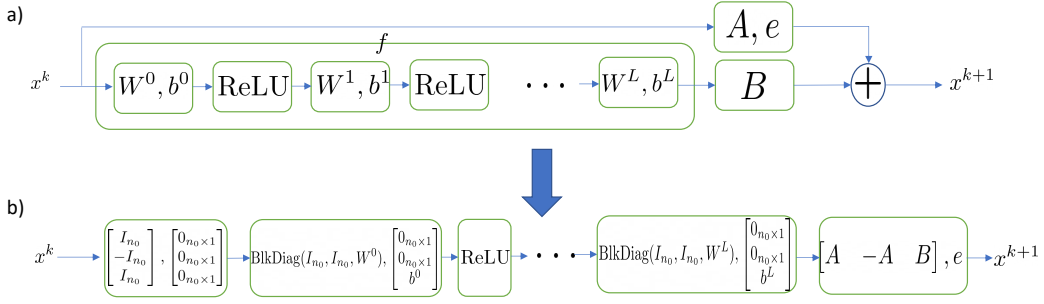 a)
A, e
f
x^k W^0, b^0 ReLU W^1, b^1 ReLU · · · W^L, b^L B + x^{k+1}
b)
x^k [I_{n_0} -I_{n_0} I_{n_0}], [0_{n_0×1} 0_{n_0×1} 0_{n_0×1}] BlkDiag(I_{n_0}, I_{n_0}, W^0), [0_{n_0×1} 0_{n_0×1} b^0] ReLU · · · BlkDiag(I_{n_0}, I_{n_0}, W^L), [0_{n_0×1} 0_{n_0×1} b^L] [A -A B], e x^{k+1}